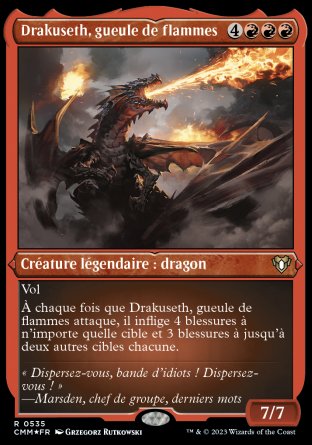 Drakuseth, gueule de flammes 4
Créature légendaire : dragon
Vol
À chaque fois que Drakuseth, gueule de
flammes attaque, il inflige 4 blessures à
n'importe quelle cible et 3 blessures à jusqu'à
deux autres cibles chacune.
« Dispersez-vous, bande d'idiots ! Dispersez-
vous ! »
—Marsden, chef de groupe, derniers mots
7/7
R 0535
CMM★FR Grzegorz Rutkowski
™ & © 2023 Wizards of the Coast